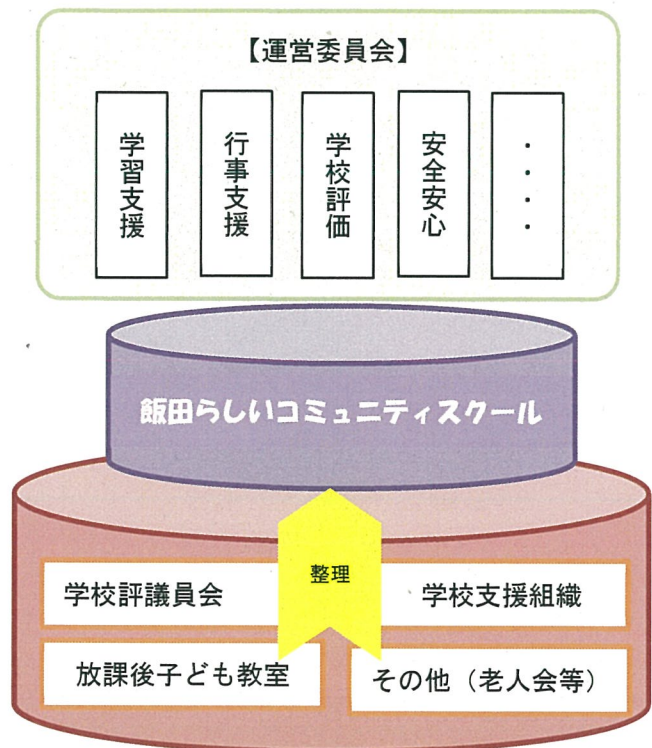 【運営委員会】
学習支援
行事支援
学校評価
安全安心
・・・・
飯田らしいコミュニティスクール
整理
学校評議員会
学校支援組織
放課後子ども教室
その他（老人会等）